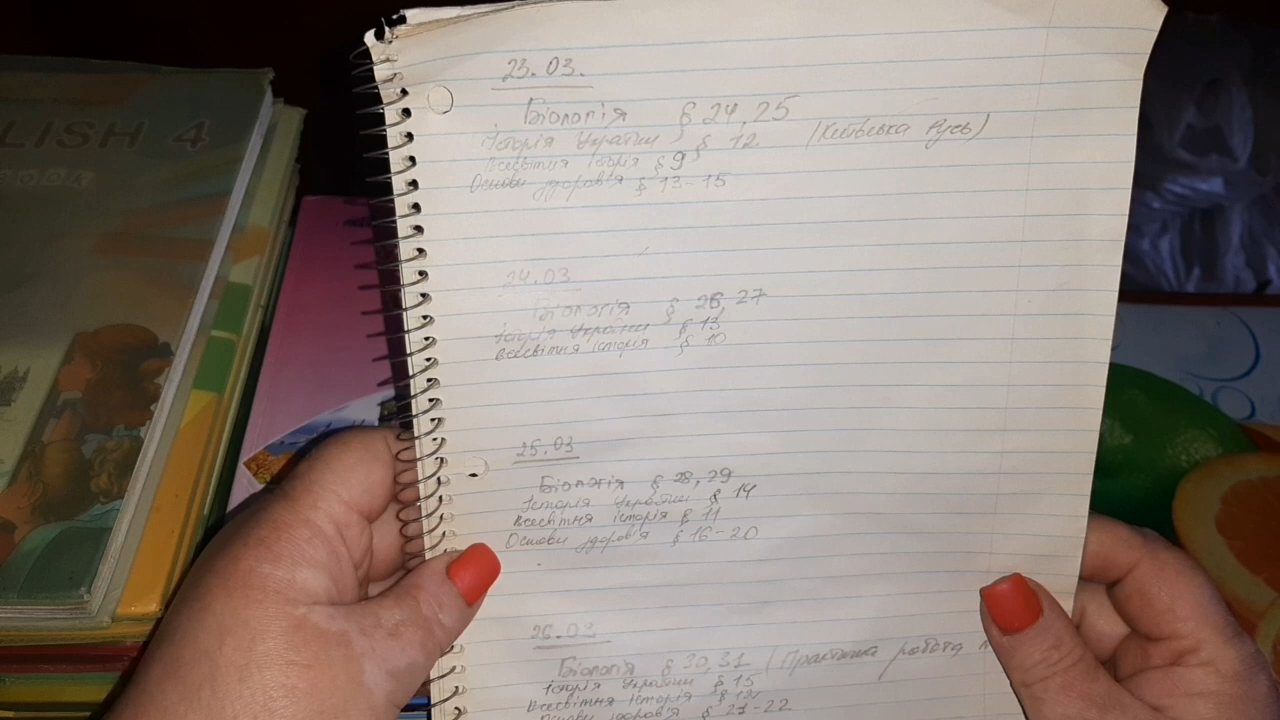 LISH 4
BOOK
23.03.
Біологія § 24, 25
Історія України § 12 (Київська Русь)
Всесвітня історія § 9
Основи здоров'я § 13-15
24.03
Біологія § 26, 27
Історія України § 13
Всесвітня історія § 10
25.03
Біологія § 28, 29
Історія України § 14
Всесвітня історія § 11
Основи здоров'я § 16-20
26.03
Біологія § 30, 31 (Практична робота
Історія України § 15
Всесвітня історія § 12
Основи здоров'я § 21-22